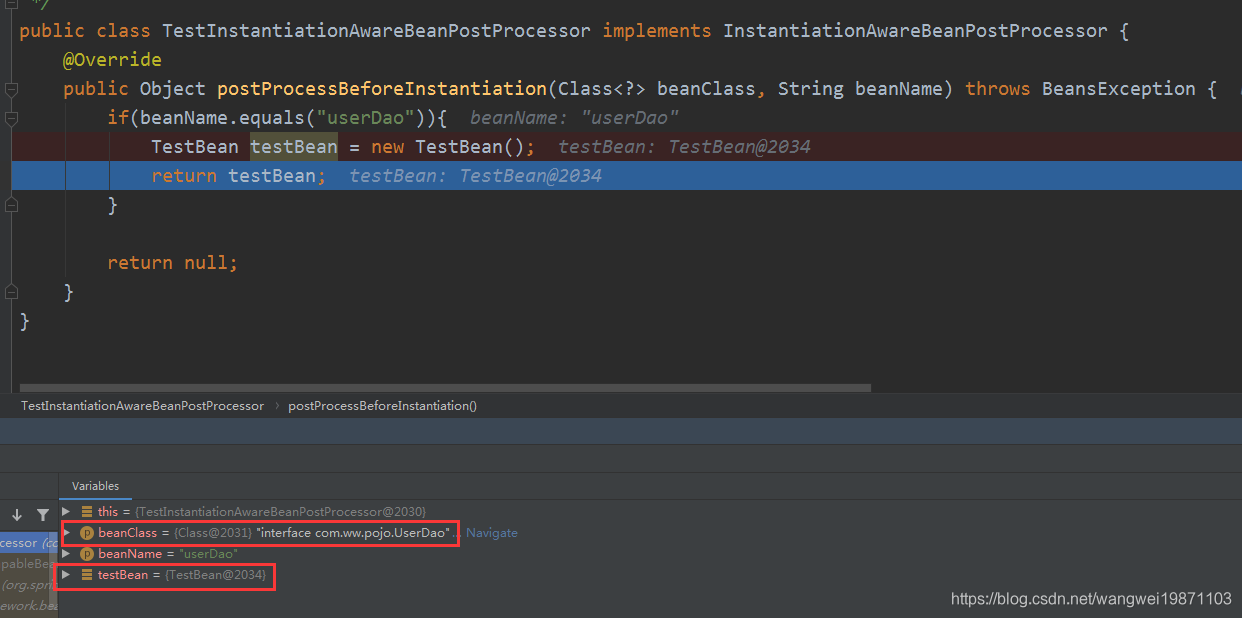 */
public class TestInstantiationAwareBeanPostProcessor implements InstantiationAwareBeanPostProcessor {
@Override
public Object postProcessBeforeInstantiation(Class<?> beanClass, String beanName) throws BeansException {
if(beanName.equals("userDao")){ beanName: "userDao"
TestBean testBean = new TestBean(); testBean: TestBean@2034
return testBean; testBean: TestBean@2034
}
return null;
}
}
TestInstantiationAwareBeanPostProcessor › postProcessBeforeInstantiation()
Variables
this = {TestInstantiationAwareBeanPostProcessor@2030}
beanClass = {Class@2031} "interface com.ww.pojo.UserDao"... Navigate
beanName = "userDao"
testBean = {TestBean@2034}
cessor (co
pableBea
(org.spri
ework.bea
https://blog.csdn.net/wangwei19871103